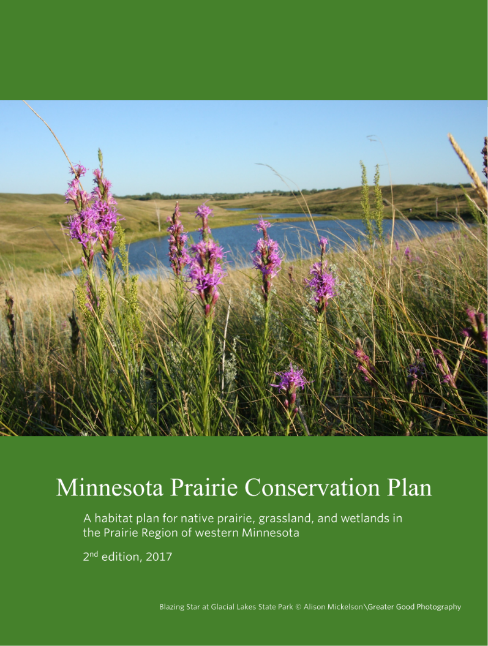 Minnesota Prairie Conservation Plan
A habitat plan for native prairie, grassland, and wetlands in
the Prairie Region of western Minnesota
2nd edition, 2017
Blazing Star at Glacial Lakes State Park © Alison Mickelson\Greater Good Photography